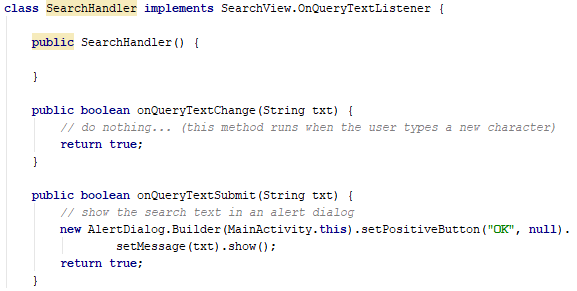 class SearchHandler implements SearchView.OnQueryTextListener {
public SearchHandler() {
}
public boolean onQueryTextChange(String txt) {
// do nothing... (this method runs when the user types a new character)
return true;
}
public boolean onQueryTextSubmit(String txt) {
// show the search text in an alert dialog
new AlertDialog.Builder(MainActivity.this).setPositiveButton("OK", null).
setMessage(txt).show();
return true;
}